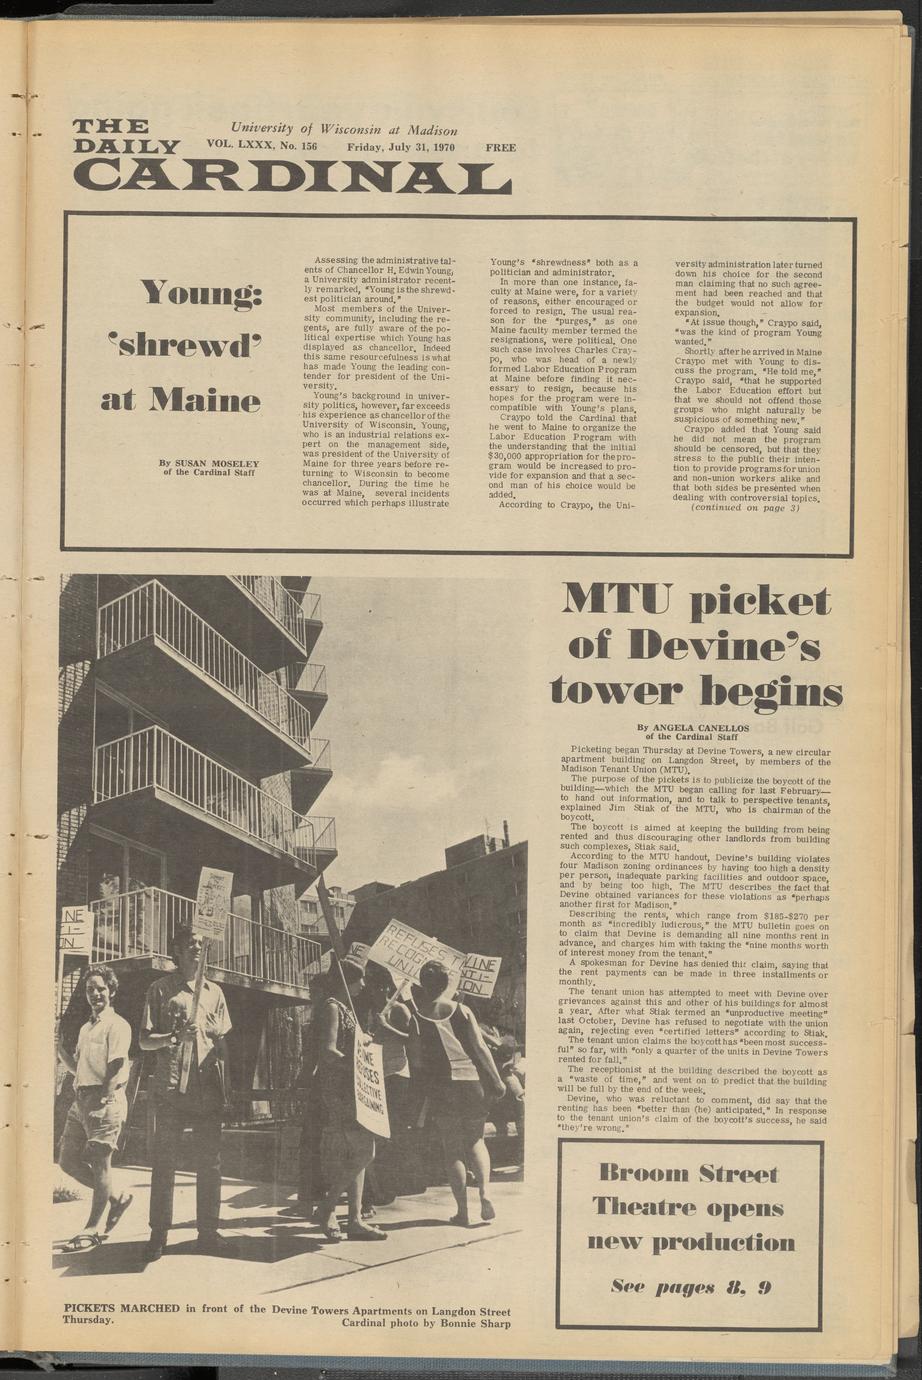 THE
DAILY
CARDINAL
University of Wisconsin at Madison
VOL. LXXX, No. 156 Friday, July 31, 1970 FREE
Young:
‘shrewd’
at Maine
By SUSAN MOSELEY
of the Cardinal Staff
Assessing the administrative tal-
ents of Chancellor H. Edwin Young,
a University administrator recent-
ly remarked, "Young is the shrewd-
est politician around."
Most members of the Univer-
sity community, including the re-
gents, are fully aware of the po-
litical expertise which Young has
displayed as chancellor. Indeed
this same resourcefulness is what
has made Young the leading con-
tender for president of the Uni-
versity.
Young's background in univer-
sity politics, however, far exceeds
his experience as chancellor of the
University of Wisconsin. Young,
who is an industrial relations ex-
pert on the management side,
was president of the University of
Maine for three years before re-
turning to Wisconsin to become
chancellor. During the time he
was at Maine, several incidents
occurred which perhaps illustrate
Young's "shrewdness" both as a
politician and administrator.
In more than one instance, fa-
culty at Maine were, for a variety
of reasons, either encouraged or
forced to resign. The usual rea-
son for the "purges," as one
Maine faculty member termed the
resignations, were political. One
such case involves Charles Cray-
po, who was head of a newly
formed Labor Education Program
at Maine before finding it nec-
essary to resign, because his
hopes for the program were in-
compatible with Young's plans.
Craypo told the Cardinal that
he went to Maine to organize the
Labor Education Program with
the understanding that the initial
$30,000 appropriation for the pro-
gram would be increased to pro-
vide for expansion and that a sec-
ond man of his choice would be
added.
According to Craypo, the Uni-
versity administration later turned
down his choice for the second
man claiming that no such agree-
ment had been reached and that
the budget would not allow for
expansion.
"At issue though," Craypo said,
"was the kind of program Young
wanted."
Shortly after he arrived in Maine
Craypo met with Young to dis-
cuss the program. "He told me,"
Craypo said, "that he supported
the Labor Education effort but
that we should not offend those
groups who might naturally be
suspicious of something new."
Craypo added that Young said
he did not mean the program
should be censored, but that they
stress to the public their inten-
tion to provide programs for union
and non-union workers alike and
that both sides be presented when
dealing with controversial topics.
(continued on page 3)
MTU picket
of Devine’s
tower begins
By ANGELA CANELLOS
of the Cardinal Staff
Picketing began Thursday at Devine Towers, a new circular
apartment building on Langdon Street, by members of the
Madison Tenant Union (MTU).
The purpose of the pickets is to publicize the boycott of the
building—which the MTU began calling for last February—
to hand out information, and to talk to perspective tenants,
explained Jim Stiak of the MTU, who is chairman of the
boycott.
The boycott is aimed at keeping the building from being
rented and thus discouraging other landlords from building
such complexes, Stiak said.
According to the MTU handout, Devine's building violates
four Madison zoning ordinances by having too high a density
per person, inadequate parking facilities and outdoor space,
and by being too high. The MTU describes the fact that
Devine obtained variances for these violations as "perhaps
another first for Madison."
Describing the rents, which range from $185-$270 per
month as "incredibly ludicrous," the MTU bulletin goes on
to claim that Devine is demanding all nine months rent in
advance, and charges him with taking the "nine months worth
of interest money from the tenant."
A spokesman for Devine has denied this claim, saying that
the rent payments can be made in three installments or
monthly.
The tenant union has attempted to meet with Devine over
grievances against this and other of his buildings for almost
a year. After what Stiak termed an "unproductive meeting"
last October, Devine has refused to negotiate with the union
again, rejecting even "certified letters" according to Stiak.
The tenant union claims the boycott has "been most success-
ful" so far, with "only a quarter of the units in Devine Towers
rented for fall."
The receptionist at the building described the boycott as
a "waste of time," and went on to predict that the building
will be full by the end of the week.
Devine, who was reluctant to comment, did say that the
renting has been "better than (he) anticipated." In response
to the tenant union's claim of the boycott's success, he said
"they're wrong."
NE
TI-
ON
REFUSES T
RECOGNIZE
UNION
VINE
NTI-
ION
NE
Broom Street
Theatre opens
new production
See pages 8, 9
PICKETS MARCHED in front of the Devine Towers Apartments on Langdon Street
Thursday. Cardinal photo by Bonnie Sharp